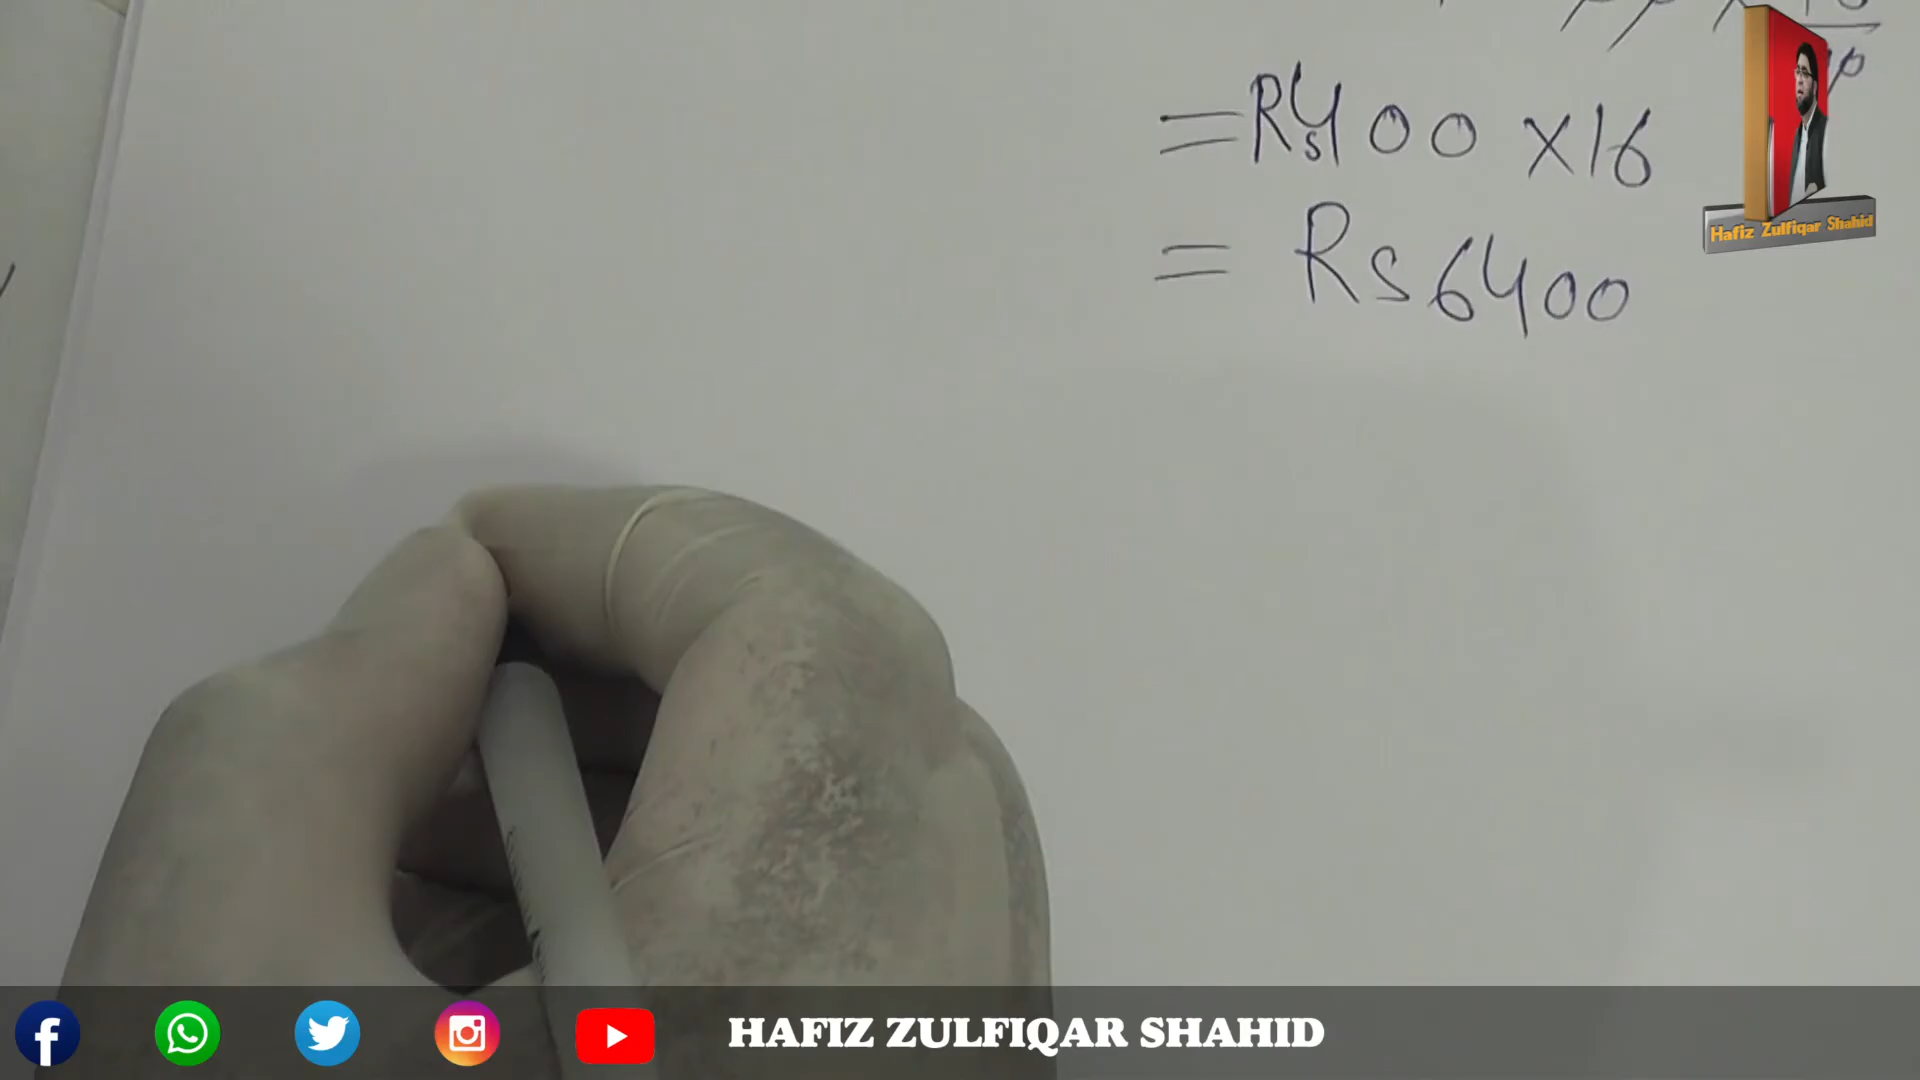 = Rs 400 × 16
= Rs 6400
Hafiz Zulfiqar Shahid
HAFIZ ZULFIQAR SHAHID